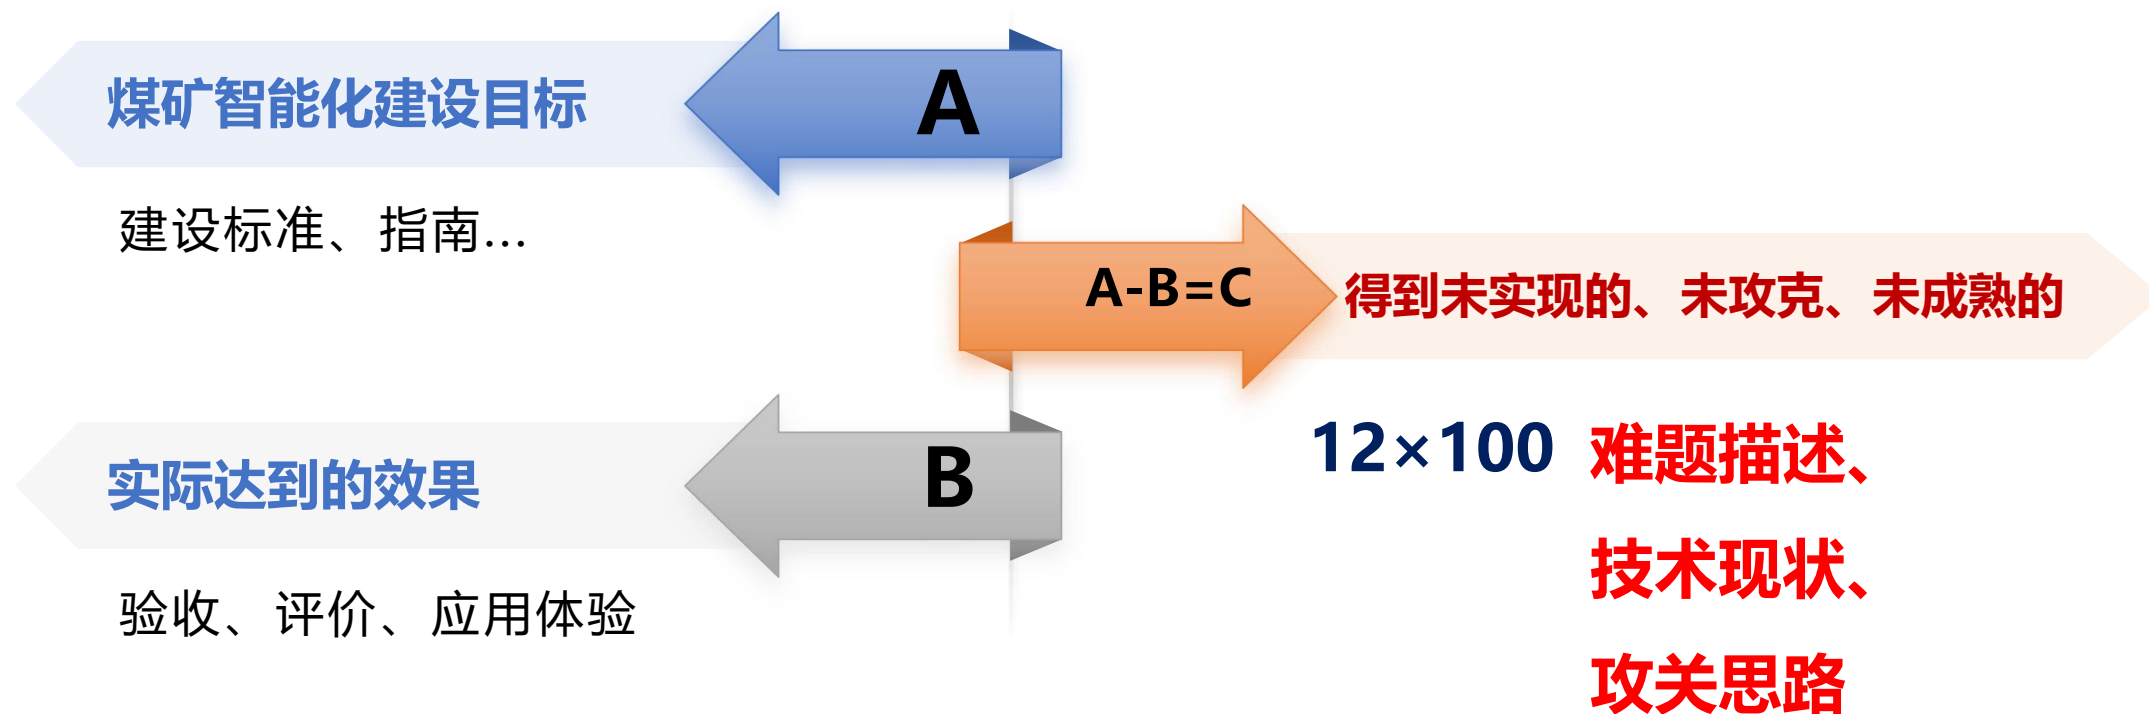 煤矿智能化建设目标
A
建设标准、指南...
A-B=C
得到未实现的、未攻克、未成熟的
实际达到的效果
B
验收、评价、应用体验
12×100
难题描述、
技术现状、
攻关思路